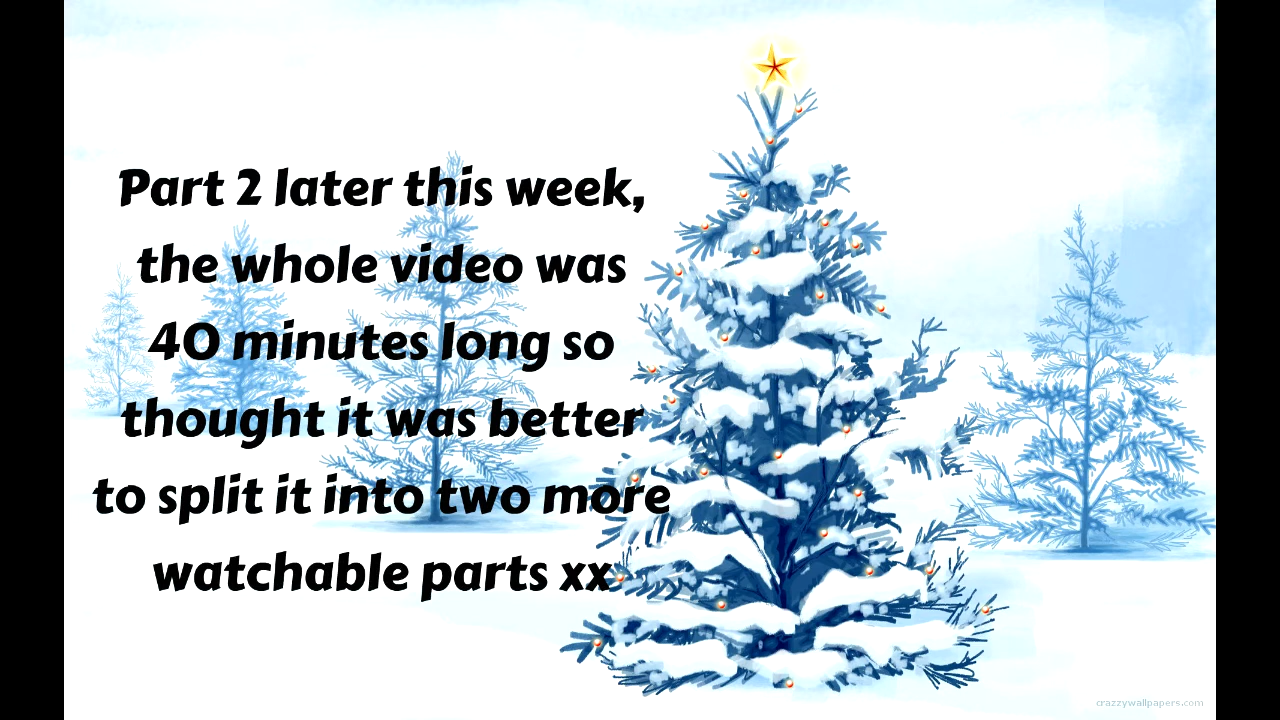 Part 2 later this week,
the whole video was
40 minutes long so
thought it was better
to split it into two more
watchable parts xx
crazzywallpapers.com